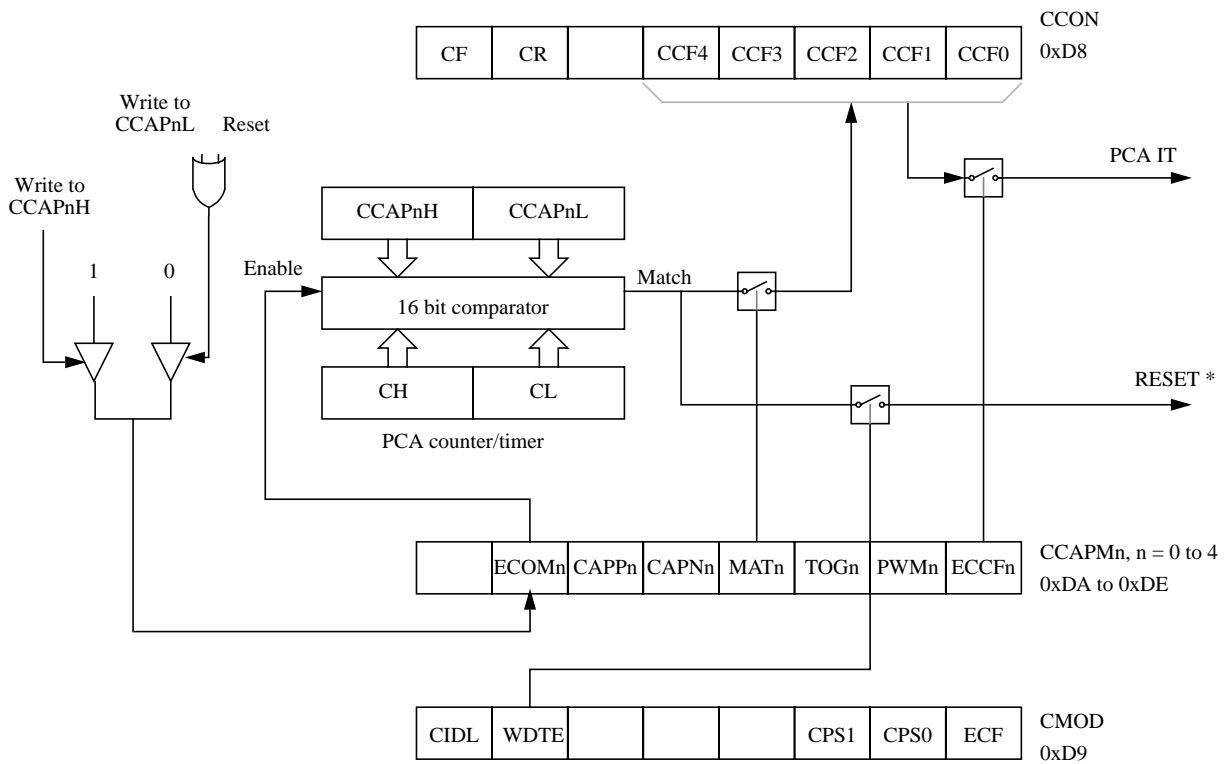 CCON
CF CR CCF4 CCF3 CCF2 CCF1 CCF0
0xD8
Write to
CCAPnL
Reset
PCA IT
Write to
CCAPnH
CCAPnH CCAPnL
1 0
Enable
Match
16 bit comparator
CH CL
RESET *
PCA counter/timer
ECOMn CAPPn CAPNn MATn TOGn PWMn ECCFn
CCAPMn, n = 0 to 4
0xDA to 0xDE
CIDL WDTE CPS1 CPS0 ECF
CMOD
0xD9